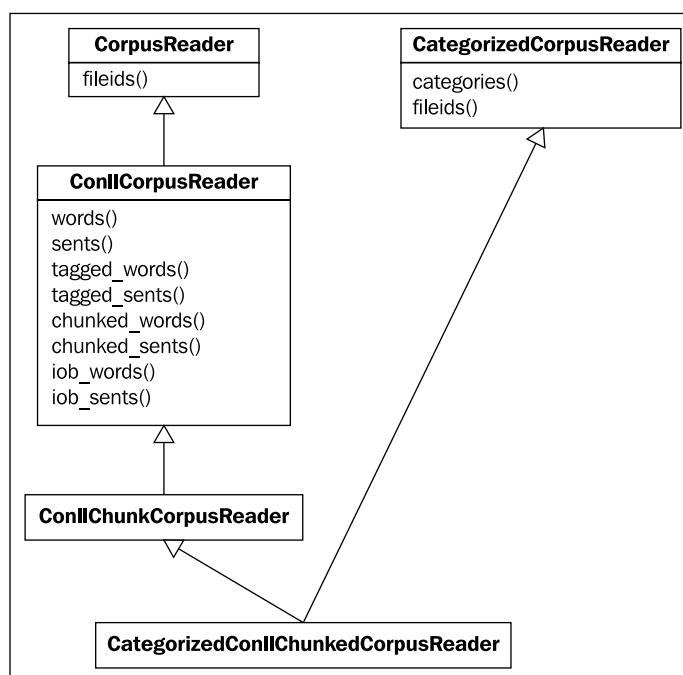 CorpusReader
fileids()
CategorizedCorpusReader
categories()
fileids()
ConllCorpusReader
words()
sents()
tagged_words()
tagged_sents()
chunked_words()
chunked_sents()
iob_words()
iob_sents()
ConllChunkCorpusReader
CategorizedConllChunkedCorpusReader